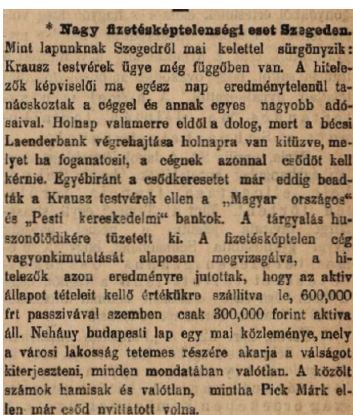 * Nagy fizetésképtelenségi eset Szegeden.
Mint lapunknak Szegedről mai kelettel sürgönyzik:
Krausz testvérek ügye még függőben van. A hitele-
zők képviselői ma egész nap eredménytelenül ta-
nácskoztak a céggel és annak egyes nagyobb adó-
saival. Holnap valamerre eldől a dolog, mert a bécsi
Laenderbank végrehajtása holnapra van kitüzve, me-
lyet ha foganatosit, a cégnek azonnal csődöt kell
kérnie. Egyébiránt a csődkeresetet már eddig bead-
ták a Krausz testvérek ellen a „Magyar országos“
és „Pesti kereskedelmi“ bankok. A tárgyalás hu-
szonötödikére tüzetett ki. A fizetésképtelen cég
vagyonkimutatását alaposan megvizsgálva, a hi-
telezők azon eredményre jutottak, hogy az aktiv
állapot tételeit kellő értékükre szállitva le, 600,000
frt passzivával szemben csak 300,000 forint aktiva
áll. Néhány budapesti lap egy mai közleménye, mely
a városi lakosság tetemes részére akarja a válságot
kiterjeszteni, minden mondatában valótlan. A közölt
számok hamisak és valótlan, mintha Pick Márk el-
len már csőd nyittatott volna.